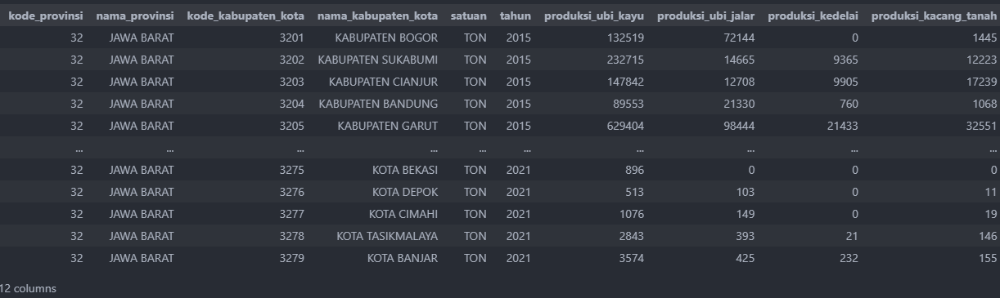 kode_provinsi nama_provinsi kode_kabupaten_kota nama_kabupaten_kota satuan tahun produksi_ubi_kayu produksi_ubi_jalar produksi_kedelai produksi_kacang_tanah
32 JAWA BARAT 3201 KABUPATEN BOGOR TON 2015 132519 72144 0 1445
32 JAWA BARAT 3202 KABUPATEN SUKABUMI TON 2015 232715 14665 9365 12223
32 JAWA BARAT 3203 KABUPATEN CIANJUR TON 2015 147842 12708 9905 17239
32 JAWA BARAT 3204 KABUPATEN BANDUNG TON 2015 89553 21330 760 1068
32 JAWA BARAT 3205 KABUPATEN GARUT TON 2015 629404 98444 21433 32551
... ... ... ... ... ... ... ... ... ...
32 JAWA BARAT 3275 KOTA BEKASI TON 2021 896 0 0 0
32 JAWA BARAT 3276 KOTA DEPOK TON 2021 513 103 0 11
32 JAWA BARAT 3277 KOTA CIMAHI TON 2021 1076 149 0 19
32 JAWA BARAT 3278 KOTA TASIKMALAYA TON 2021 2843 393 21 146
32 JAWA BARAT 3279 KOTA BANJAR TON 2021 3574 425 232 155
12 columns